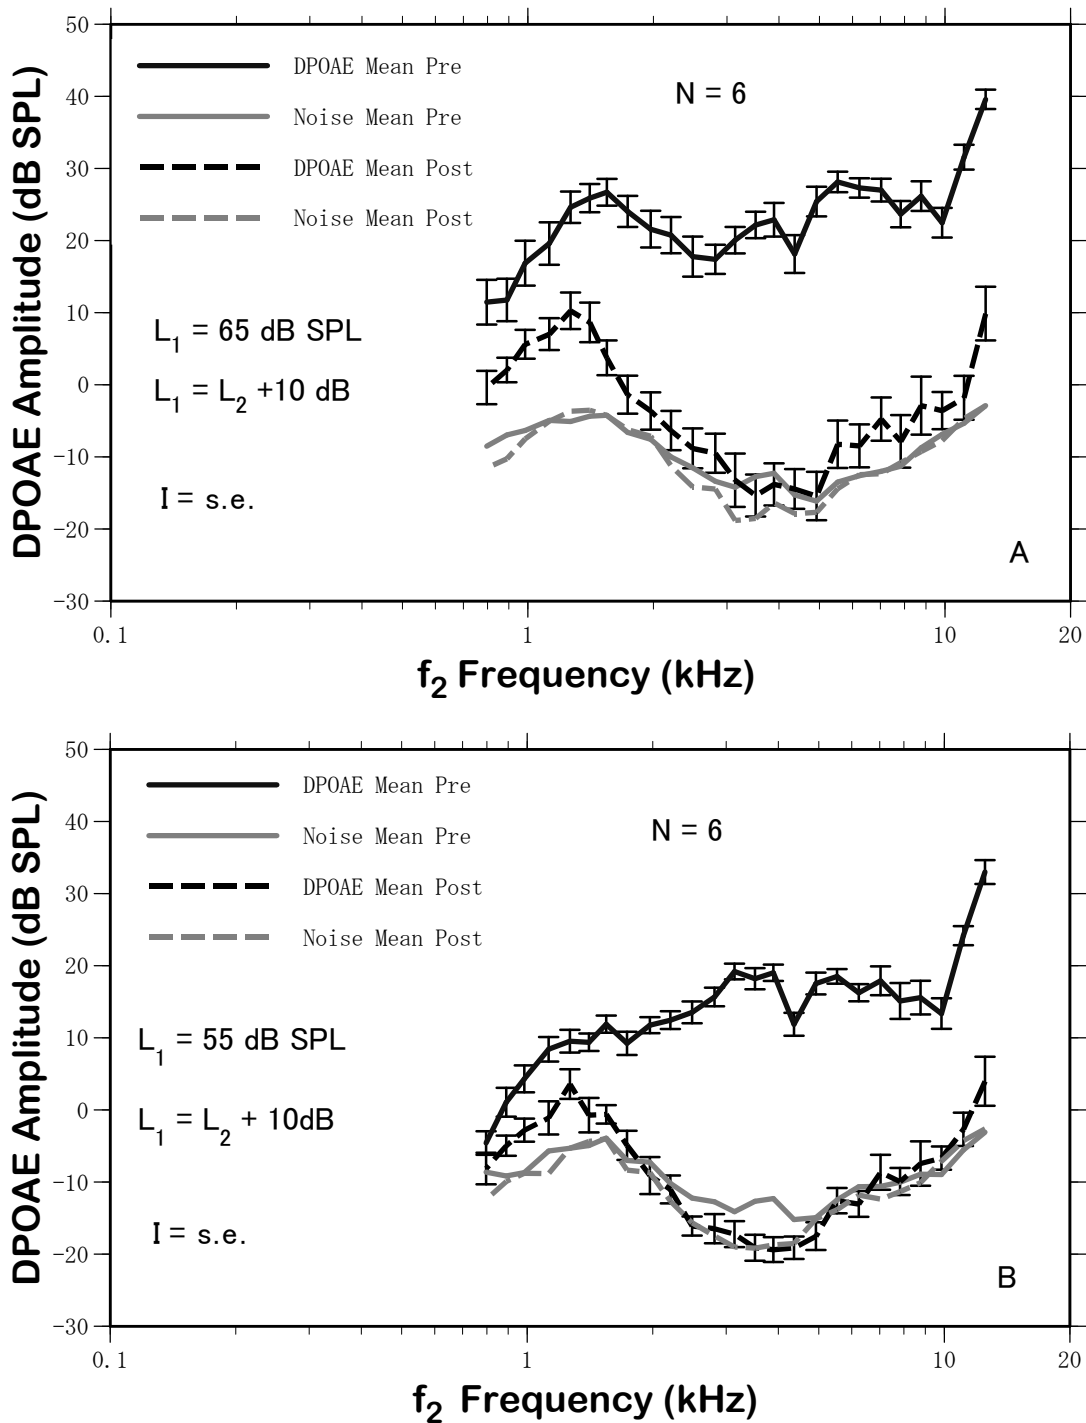 50
40
30
20
10
0
-10
-20
-30
DPOAE Amplitude (dB SPL)
DPOAE Mean Pre
Noise Mean Pre
DPOAE Mean Post
Noise Mean Post
N = 6
L1 = 65 dB SPL
L1 = L2 +10 dB
I = s.e.
A
0.1
1
10
20
f2 Frequency (kHz)
50
40
30
20
10
0
-10
-20
-30
DPOAE Amplitude (dB SPL)
DPOAE Mean Pre
Noise Mean Pre
DPOAE Mean Post
Noise Mean Post
N = 6
L1 = 55 dB SPL
L1 = L2 + 10dB
I = s.e.
B
0.1
1
10
20
f2 Frequency (kHz)